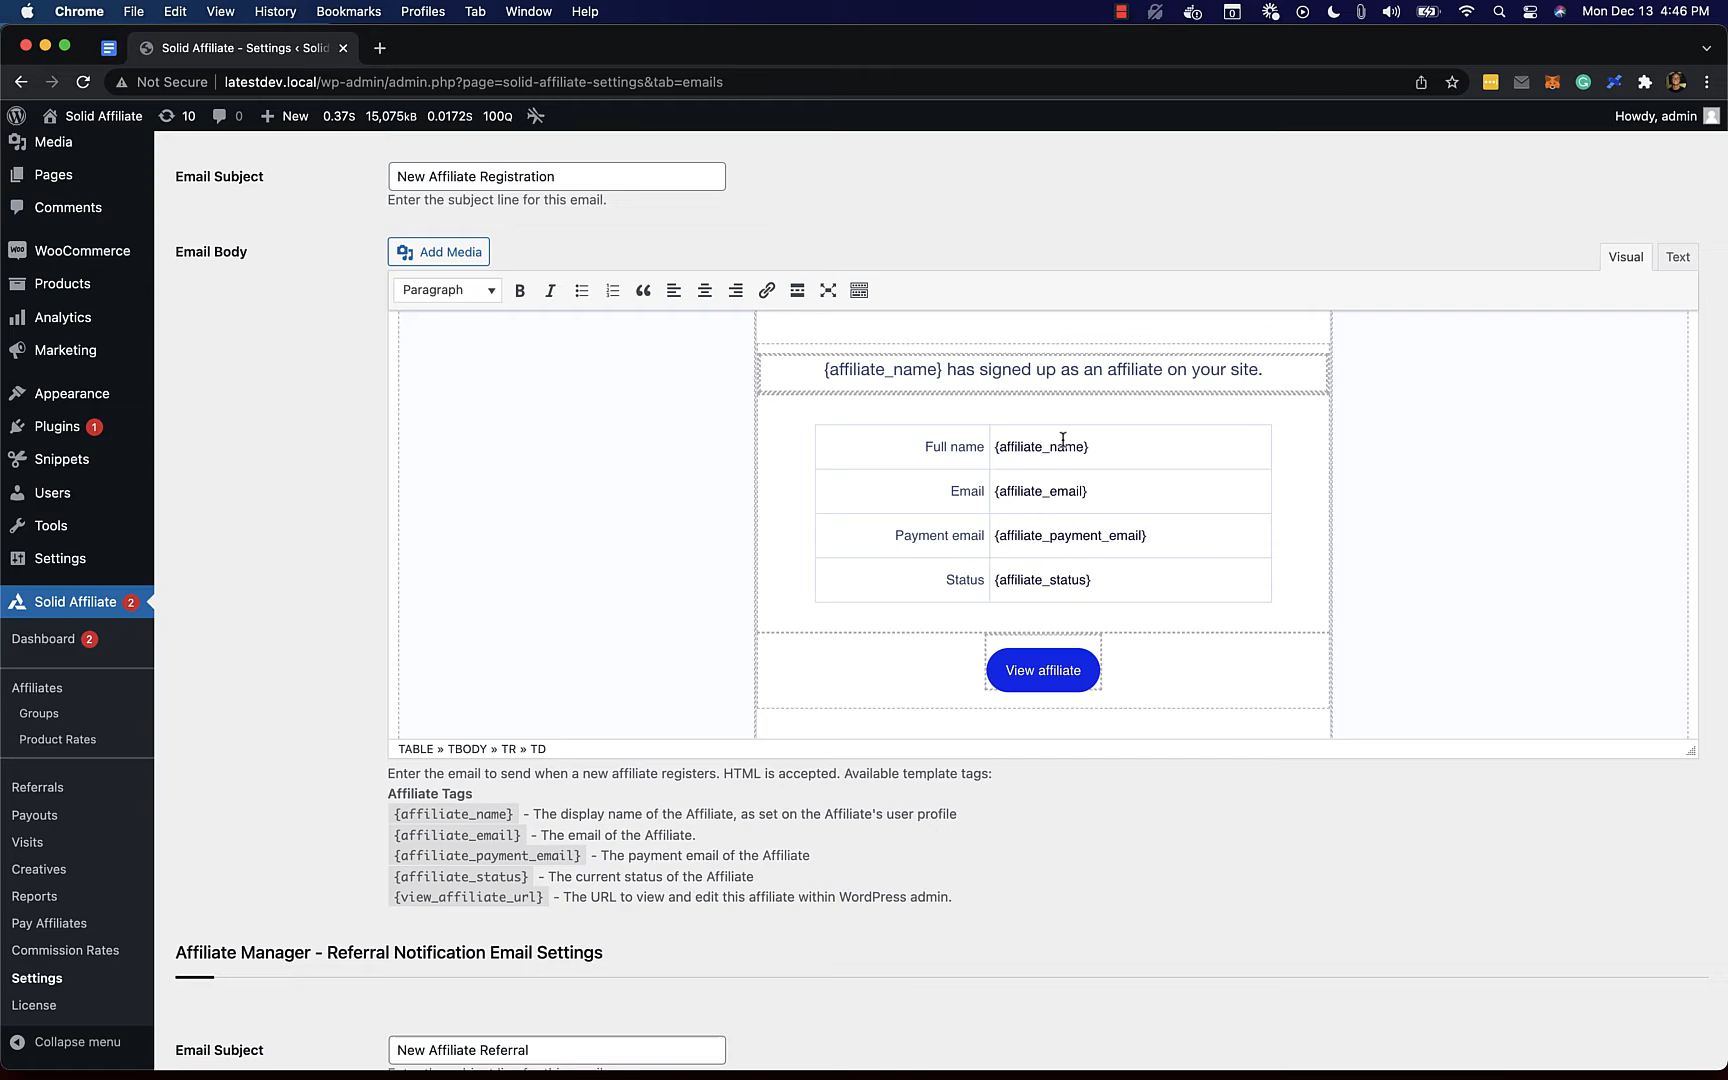 Chrome File Edit View History Bookmarks Profiles Tab Window Help Mon Dec 13 4:46 PM
Solid Affiliate - Settings ‹ Solid
Not Secure latestdev.local/wp-admin/admin.php?page=solid-affiliate-settings&tab=emails
Solid Affiliate 10 0 New 0.37s 15,075kB 0.0172s 100Q Howdy, admin
Media
Pages
Comments
WooCommerce
Products
Analytics
Marketing
Appearance
Plugins 1
Snippets
Users
Tools
Settings
Solid Affiliate 2
Dashboard 2
Affiliates
Groups
Product Rates
Referrals
Payouts
Visits
Creatives
Reports
Pay Affiliates
Commission Rates
Settings
License
Collapse menu
Email Subject
New Affiliate Registration
Enter the subject line for this email.
Email Body
Add Media
Visual Text
Paragraph
{affiliate_name} has signed up as an affiliate on your site.
Full name {affiliate_name}
Email {affiliate_email}
Payment email {affiliate_payment_email}
Status {affiliate_status}
View affiliate
TABLE » TBODY » TR » TD
Enter the email to send when a new affiliate registers. HTML is accepted. Available template tags:
Affiliate Tags
{affiliate_name} - The display name of the Affiliate, as set on the Affiliate's user profile
{affiliate_email} - The email of the Affiliate.
{affiliate_payment_email} - The payment email of the Affiliate
{affiliate_status} - The current status of the Affiliate
{view_affiliate_url} - The URL to view and edit this affiliate within WordPress admin.
Affiliate Manager - Referral Notification Email Settings
Email Subject
New Affiliate Referral